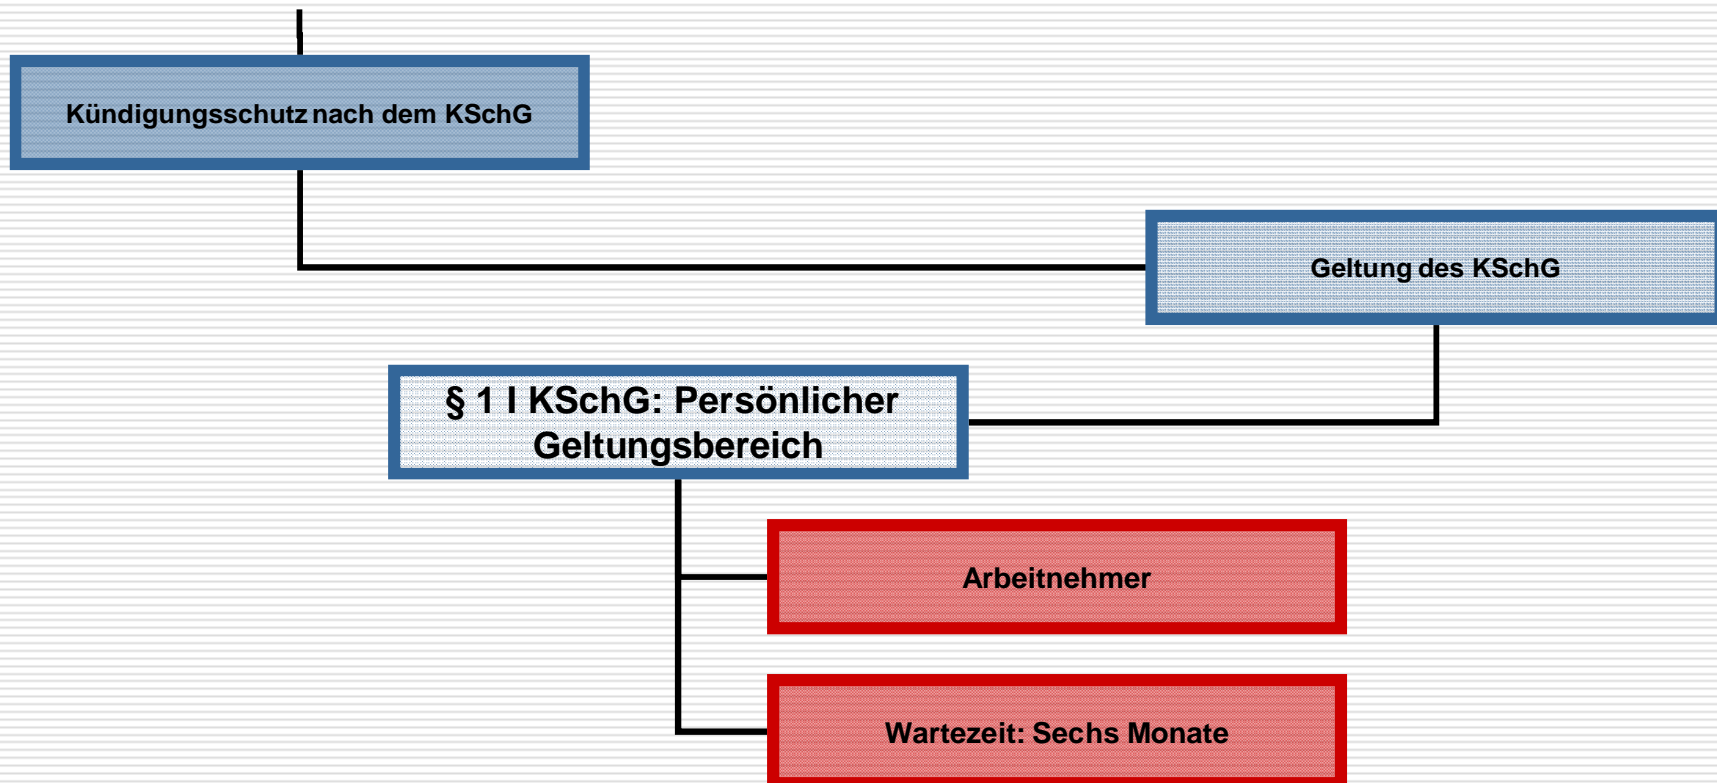 Kündigungsschutz nach dem KSchG
Geltung des KSchG
§ 1 I KSchG: Persönlicher
Geltungsbereich
Arbeitnehmer
Wartezeit: Sechs Monate